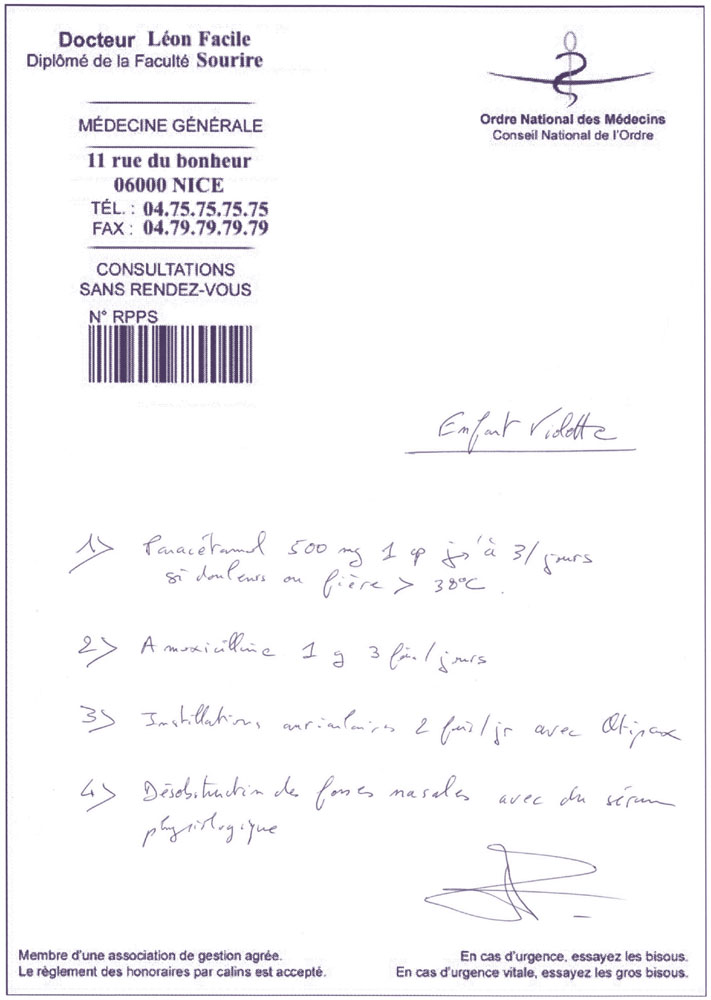 Docteur Léon Facile
Diplômé de la Faculté Sourire
Ordre National des Médecins
Conseil National de l'Ordre
MÉDECINE GÉNÉRALE
11 rue du bonheur
06000 NICE
TÉL. : 04.75.75.75.75
FAX : 04.79.79.79.79
CONSULTATIONS
SANS RENDEZ-VOUS
N° RPPS
Enfant Violette
1) Paracétamol 500 mg 1 cp jsq'à 3/jours
si douleurs ou fièvre > 38°C.
2) Amoxicilline 1 g 3 fois/jours
3) Instillations auriculaires 2 fois/jr avec Otipax
4) Désobstruction des fosses nasales avec du sérum
physiologique
Membre d'une association de gestion agréée.
Le règlement des honoraires par calins est accepté.
En cas d'urgence, essayez les bisous.
En cas d'urgence vitale, essayez les gros bisous.